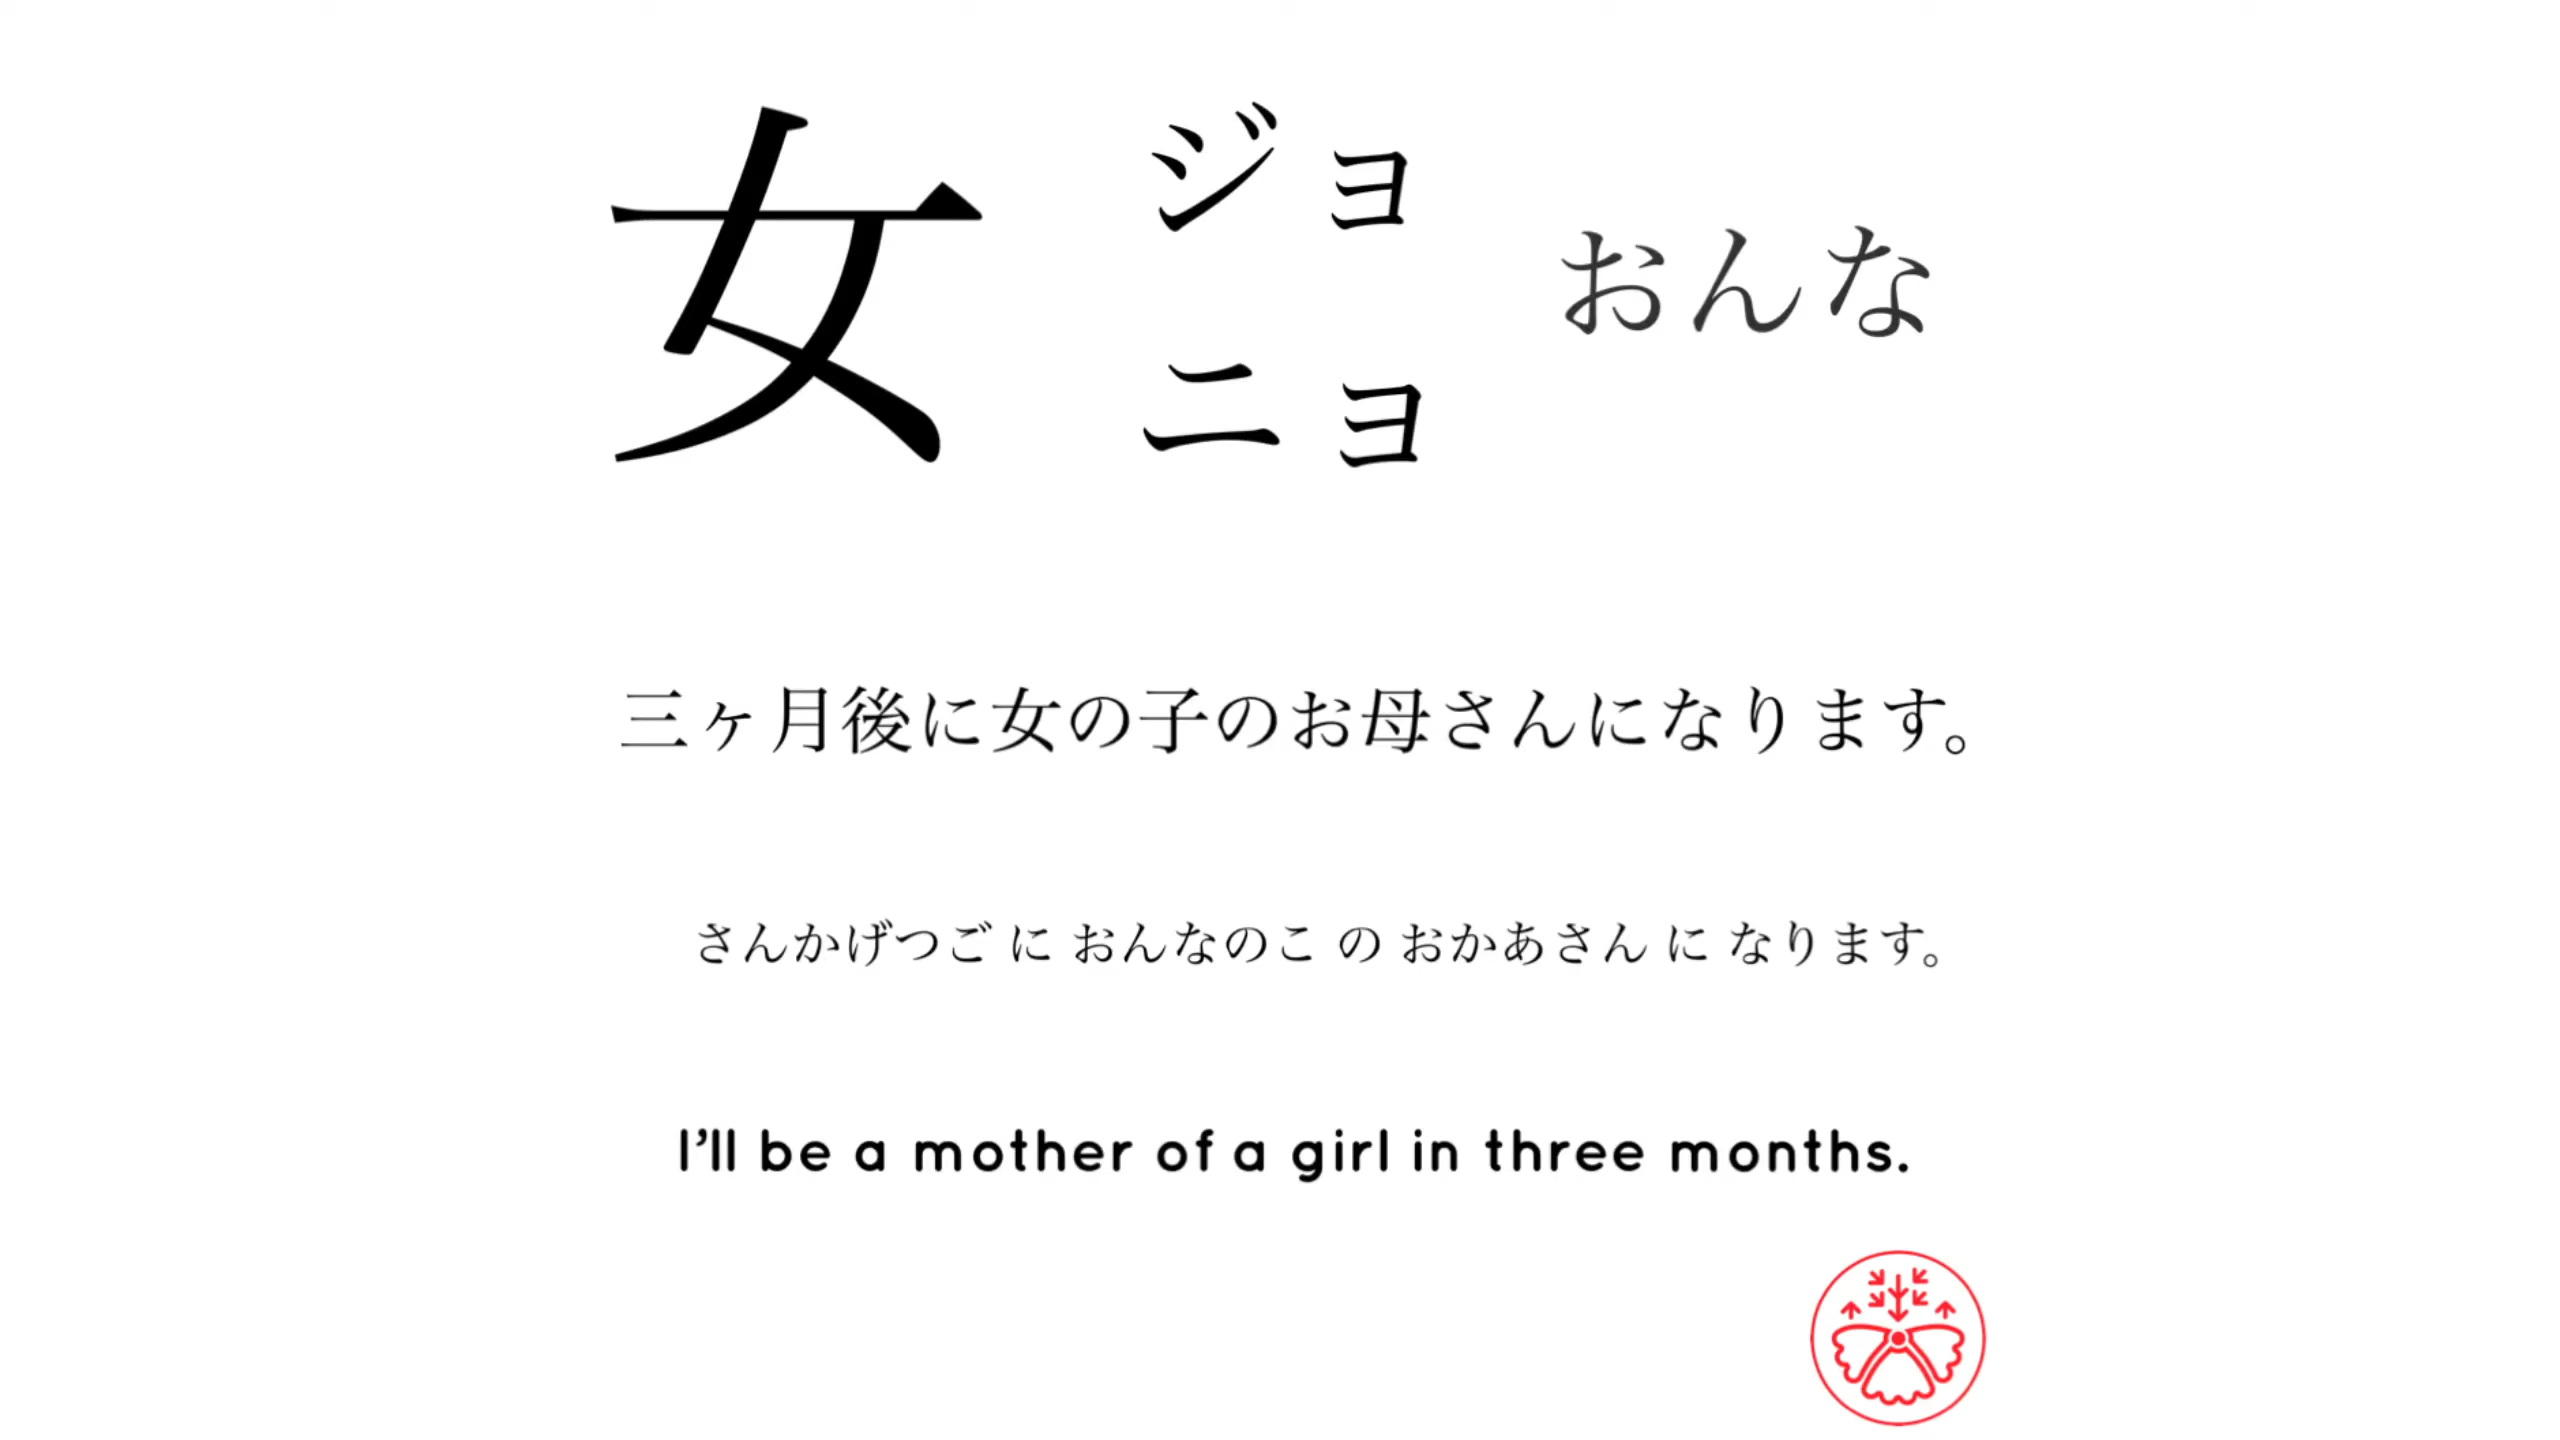 女
ジョ
ニョ
おんな
三ヶ月後に女の子のお母さんになります。
さんかげつご に おんなのこ の おかあさん に なります。
I'll be a mother of a girl in three months.